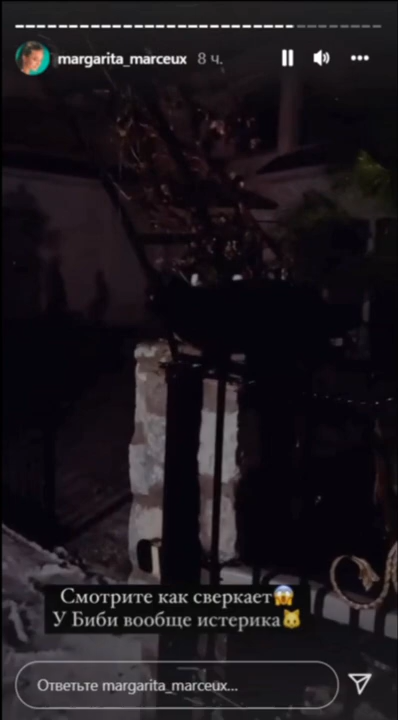 margarita_marceux 8 ч.
Смотрите как сверкает😱
У Биби вообще истерика🐱
Ответьте margarita_marceux...